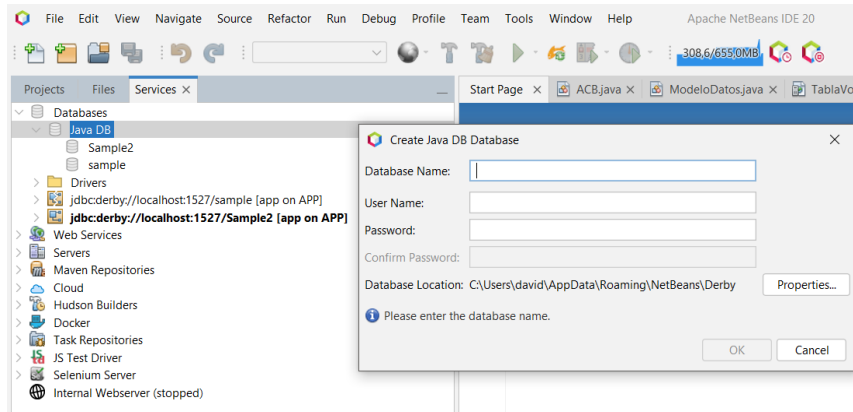 File Edit View Navigate Source Refactor Run Debug Profile Team Tools Window Help Apache NetBeans IDE 20
308,6/655,0MB
Projects Files Services
Start Page ACB.java ModeloDatos.java TablaVo
Databases
Java DB
Sample2
sample
Drivers
jdbc:derby://localhost:1527/sample [app on APP]
jdbc:derby://localhost:1527/Sample2 [app on APP]
Web Services
Servers
Maven Repositories
Cloud
Hudson Builders
Docker
Task Repositories
JS Test Driver
Selenium Server
Internal Webserver (stopped)
Create Java DB Database
Database Name:
User Name:
Password:
Confirm Password:
Database Location: C:\Users\david\AppData\Roaming\NetBeans\Derby Properties...
Please enter the database name.
OK Cancel